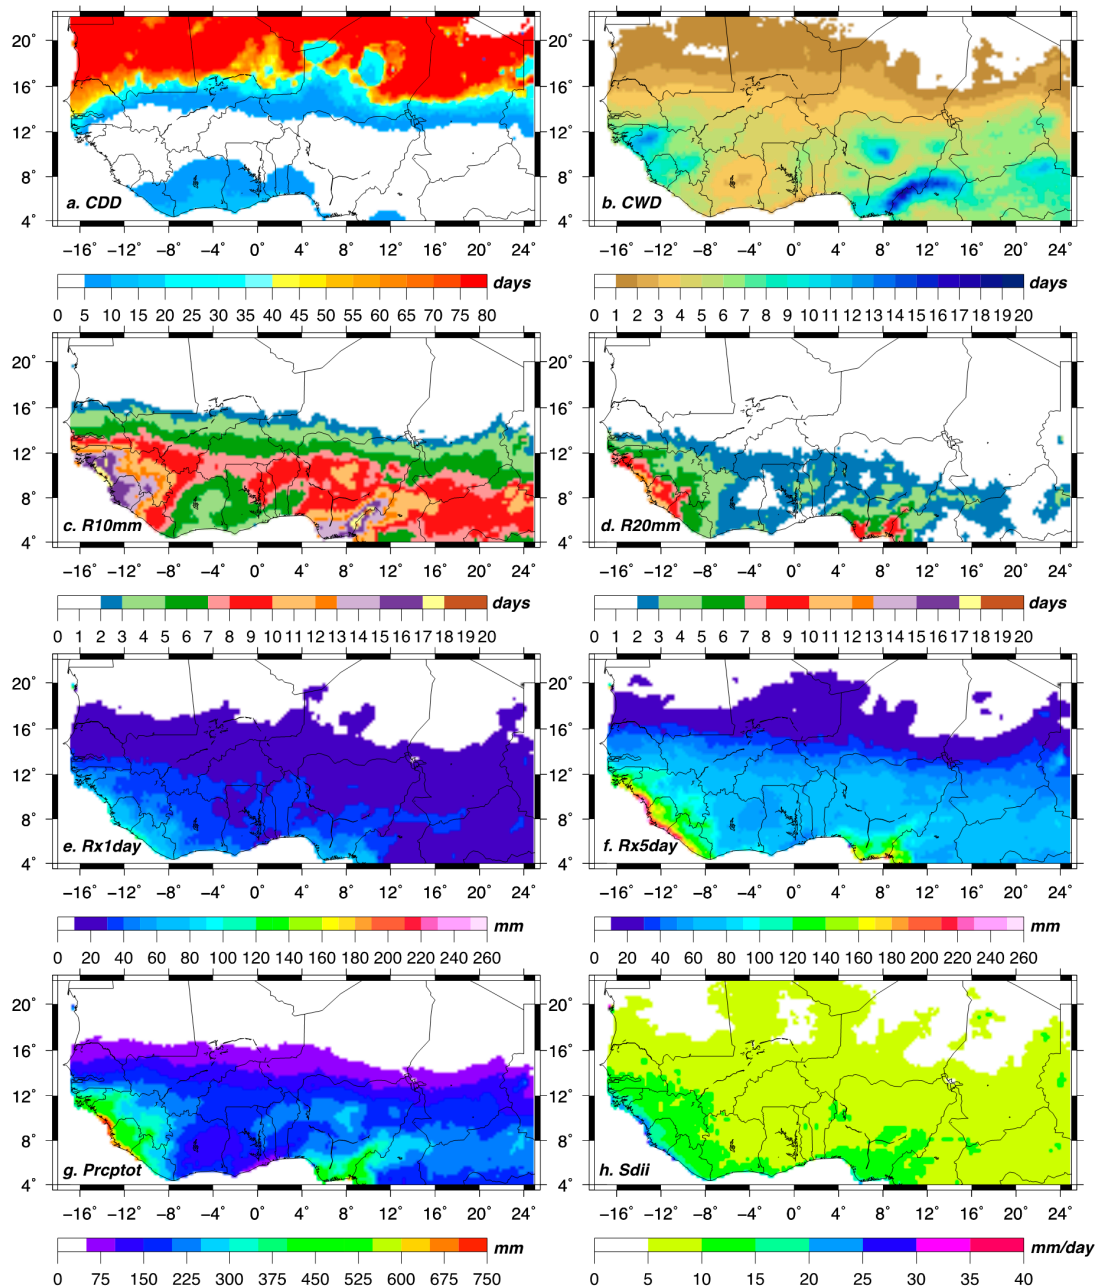 20° 20°
16° 16°
12° 12°
8° 8°
a. CDD b. CWD
4° 4°
−16° −12° −8° −4° 0° 4° 8° 12° 16° 20° 24° −16° −12° −8° −4° 0° 4° 8° 12° 16° 20° 24°
days days
0 5 10 15 20 25 30 35 40 45 50 55 60 65 70 75 80 0 1 2 3 4 5 6 7 8 9 10 11 12 13 14 15 16 17 18 19 20
20° 20°
16° 16°
12° 12°
8° 8°
c. R10mm d. R20mm
4° 4°
−16° −12° −8° −4° 0° 4° 8° 12° 16° 20° 24° −16° −12° −8° −4° 0° 4° 8° 12° 16° 20° 24°
days days
0 1 2 3 4 5 6 7 8 9 10 11 12 13 14 15 16 17 18 19 20 0 1 2 3 4 5 6 7 8 9 10 11 12 13 14 15 16 17 18 19 20
20° 20°
16° 16°
12° 12°
8° 8°
e. Rx1day f. Rx5day
4° 4°
−16° −12° −8° −4° 0° 4° 8° 12° 16° 20° 24° −16° −12° −8° −4° 0° 4° 8° 12° 16° 20° 24°
mm mm
0 20 40 60 80 100 120 140 160 180 200 220 240 260 0 10 20 40 60 80 100 120 140 160 180 200 220 240 260
20° 20°
16° 16°
12° 12°
8° 8°
g. Prcptot h. Sdii
4° 4°
−16° −12° −8° −4° 0° 4° 8° 12° 16° 20° 24° −16° −12° −8° −4° 0° 4° 8° 12° 16° 20° 24°
mm mm/day
0 75 150 225 300 375 450 525 600 675 750 0 5 10 15 20 25 30 35 40